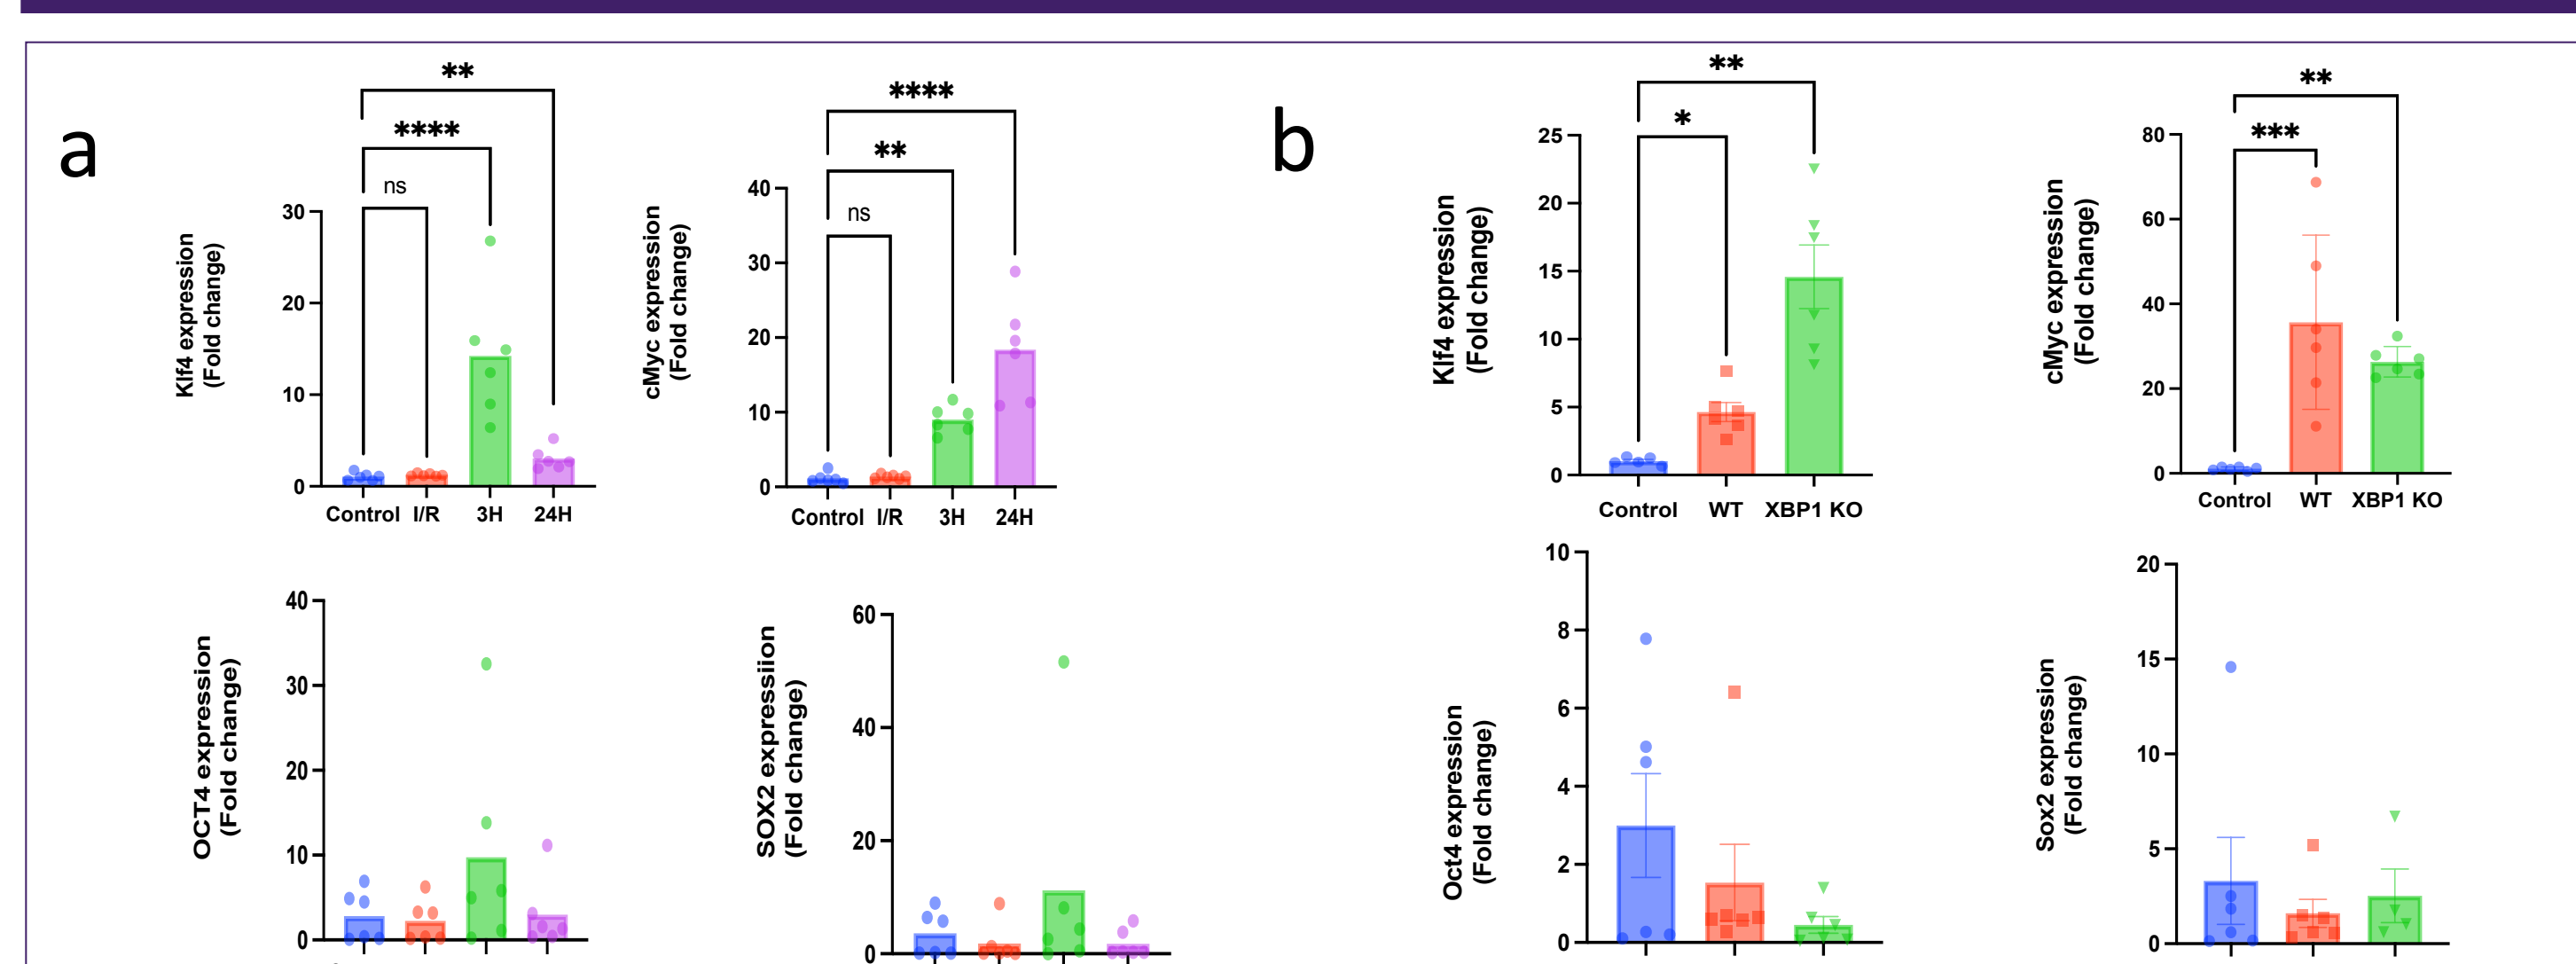 a
**
****
ns
Klf4 expression
(Fold change)
30
20
10
0
Control I/R 3H 24H
****
**
ns
cMyc expression
(Fold change)
40
30
20
10
0
Control I/R 3H 24H
OCT4 expression
(Fold change)
40
30
20
10
0
SOX2 expressiion
(Fold change)
60
40
20
0
b
**
*
Klf4 expression
(Fold change)
25
20
15
10
5
0
Control WT XBP1 KO
**
***
cMyc expression
(Fold change)
80
60
40
20
0
Control WT XBP1 KO
Oct4 expression
(Fold change)
10
8
6
4
2
0
Sox2 expression
(Fold change)
20
15
10
5
0